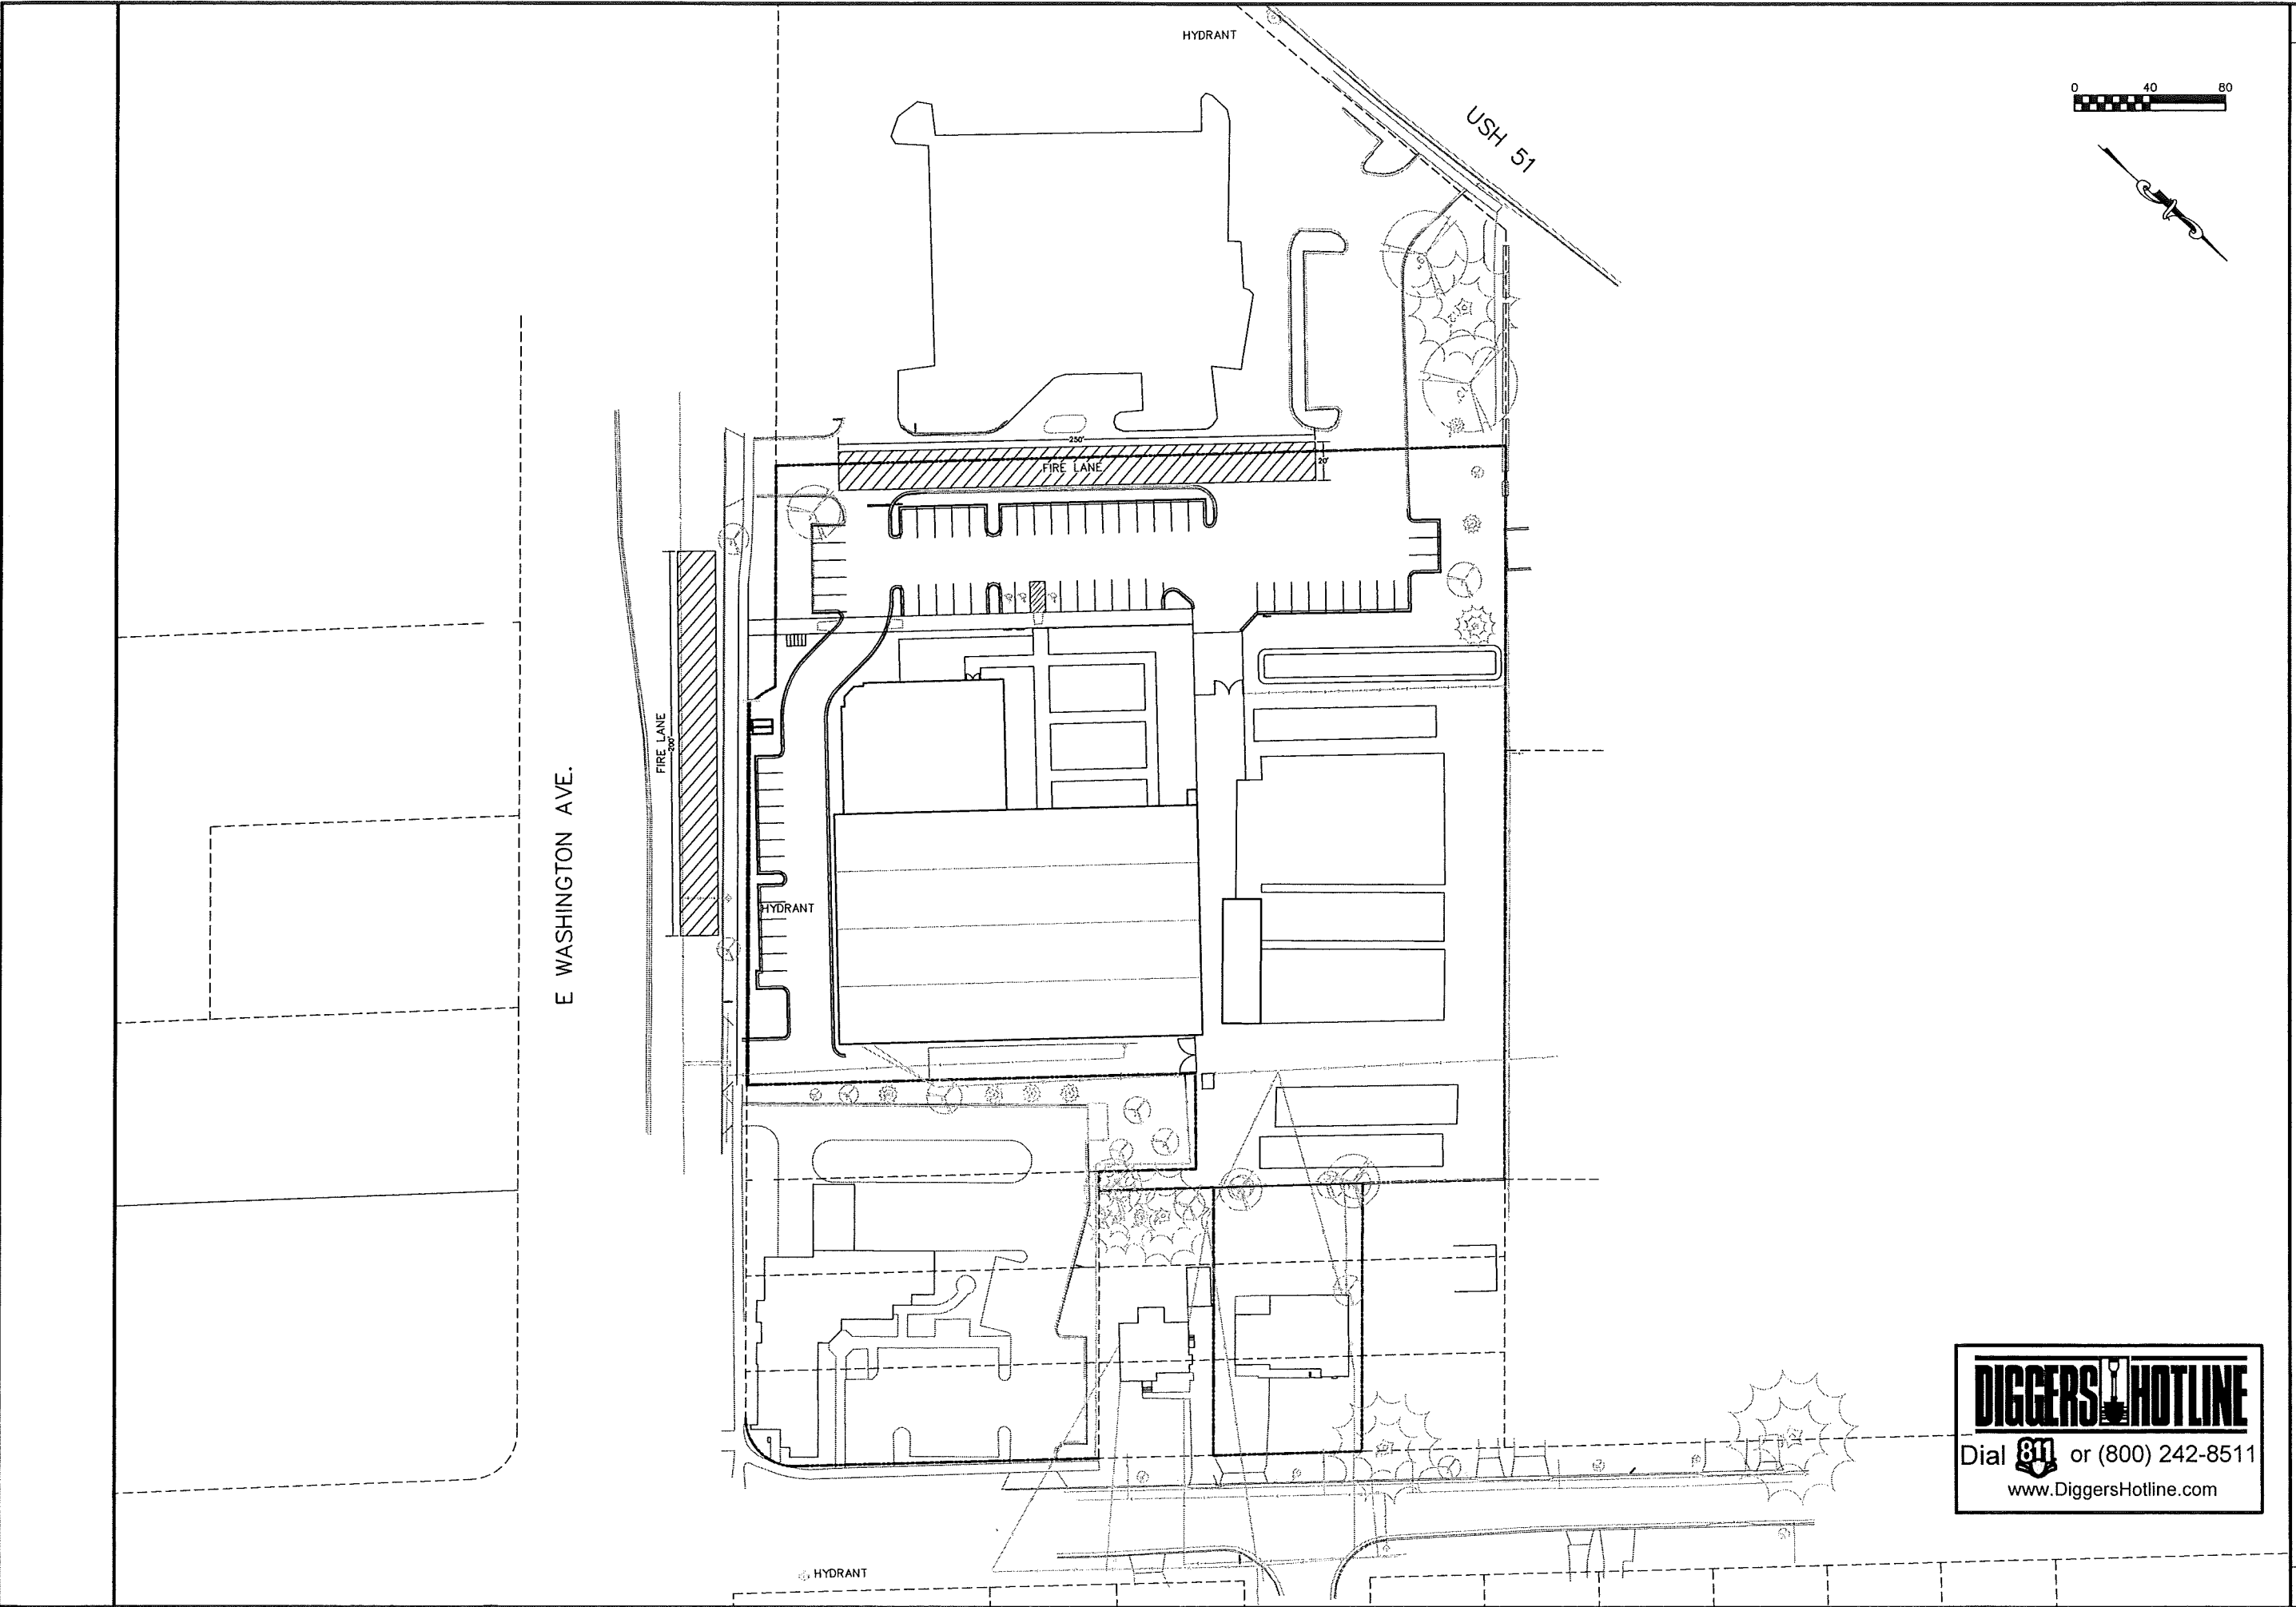 HYDRANT
USH 51
0 40 80
250'
FIRE LANE
20'
FIRE LANE
200'
E WASHINGTON AVE.
HYDRANT
DIGGERS HOTLINE
Dial 811 or (800) 242-8511
www.DiggersHotline.com
HYDRANT